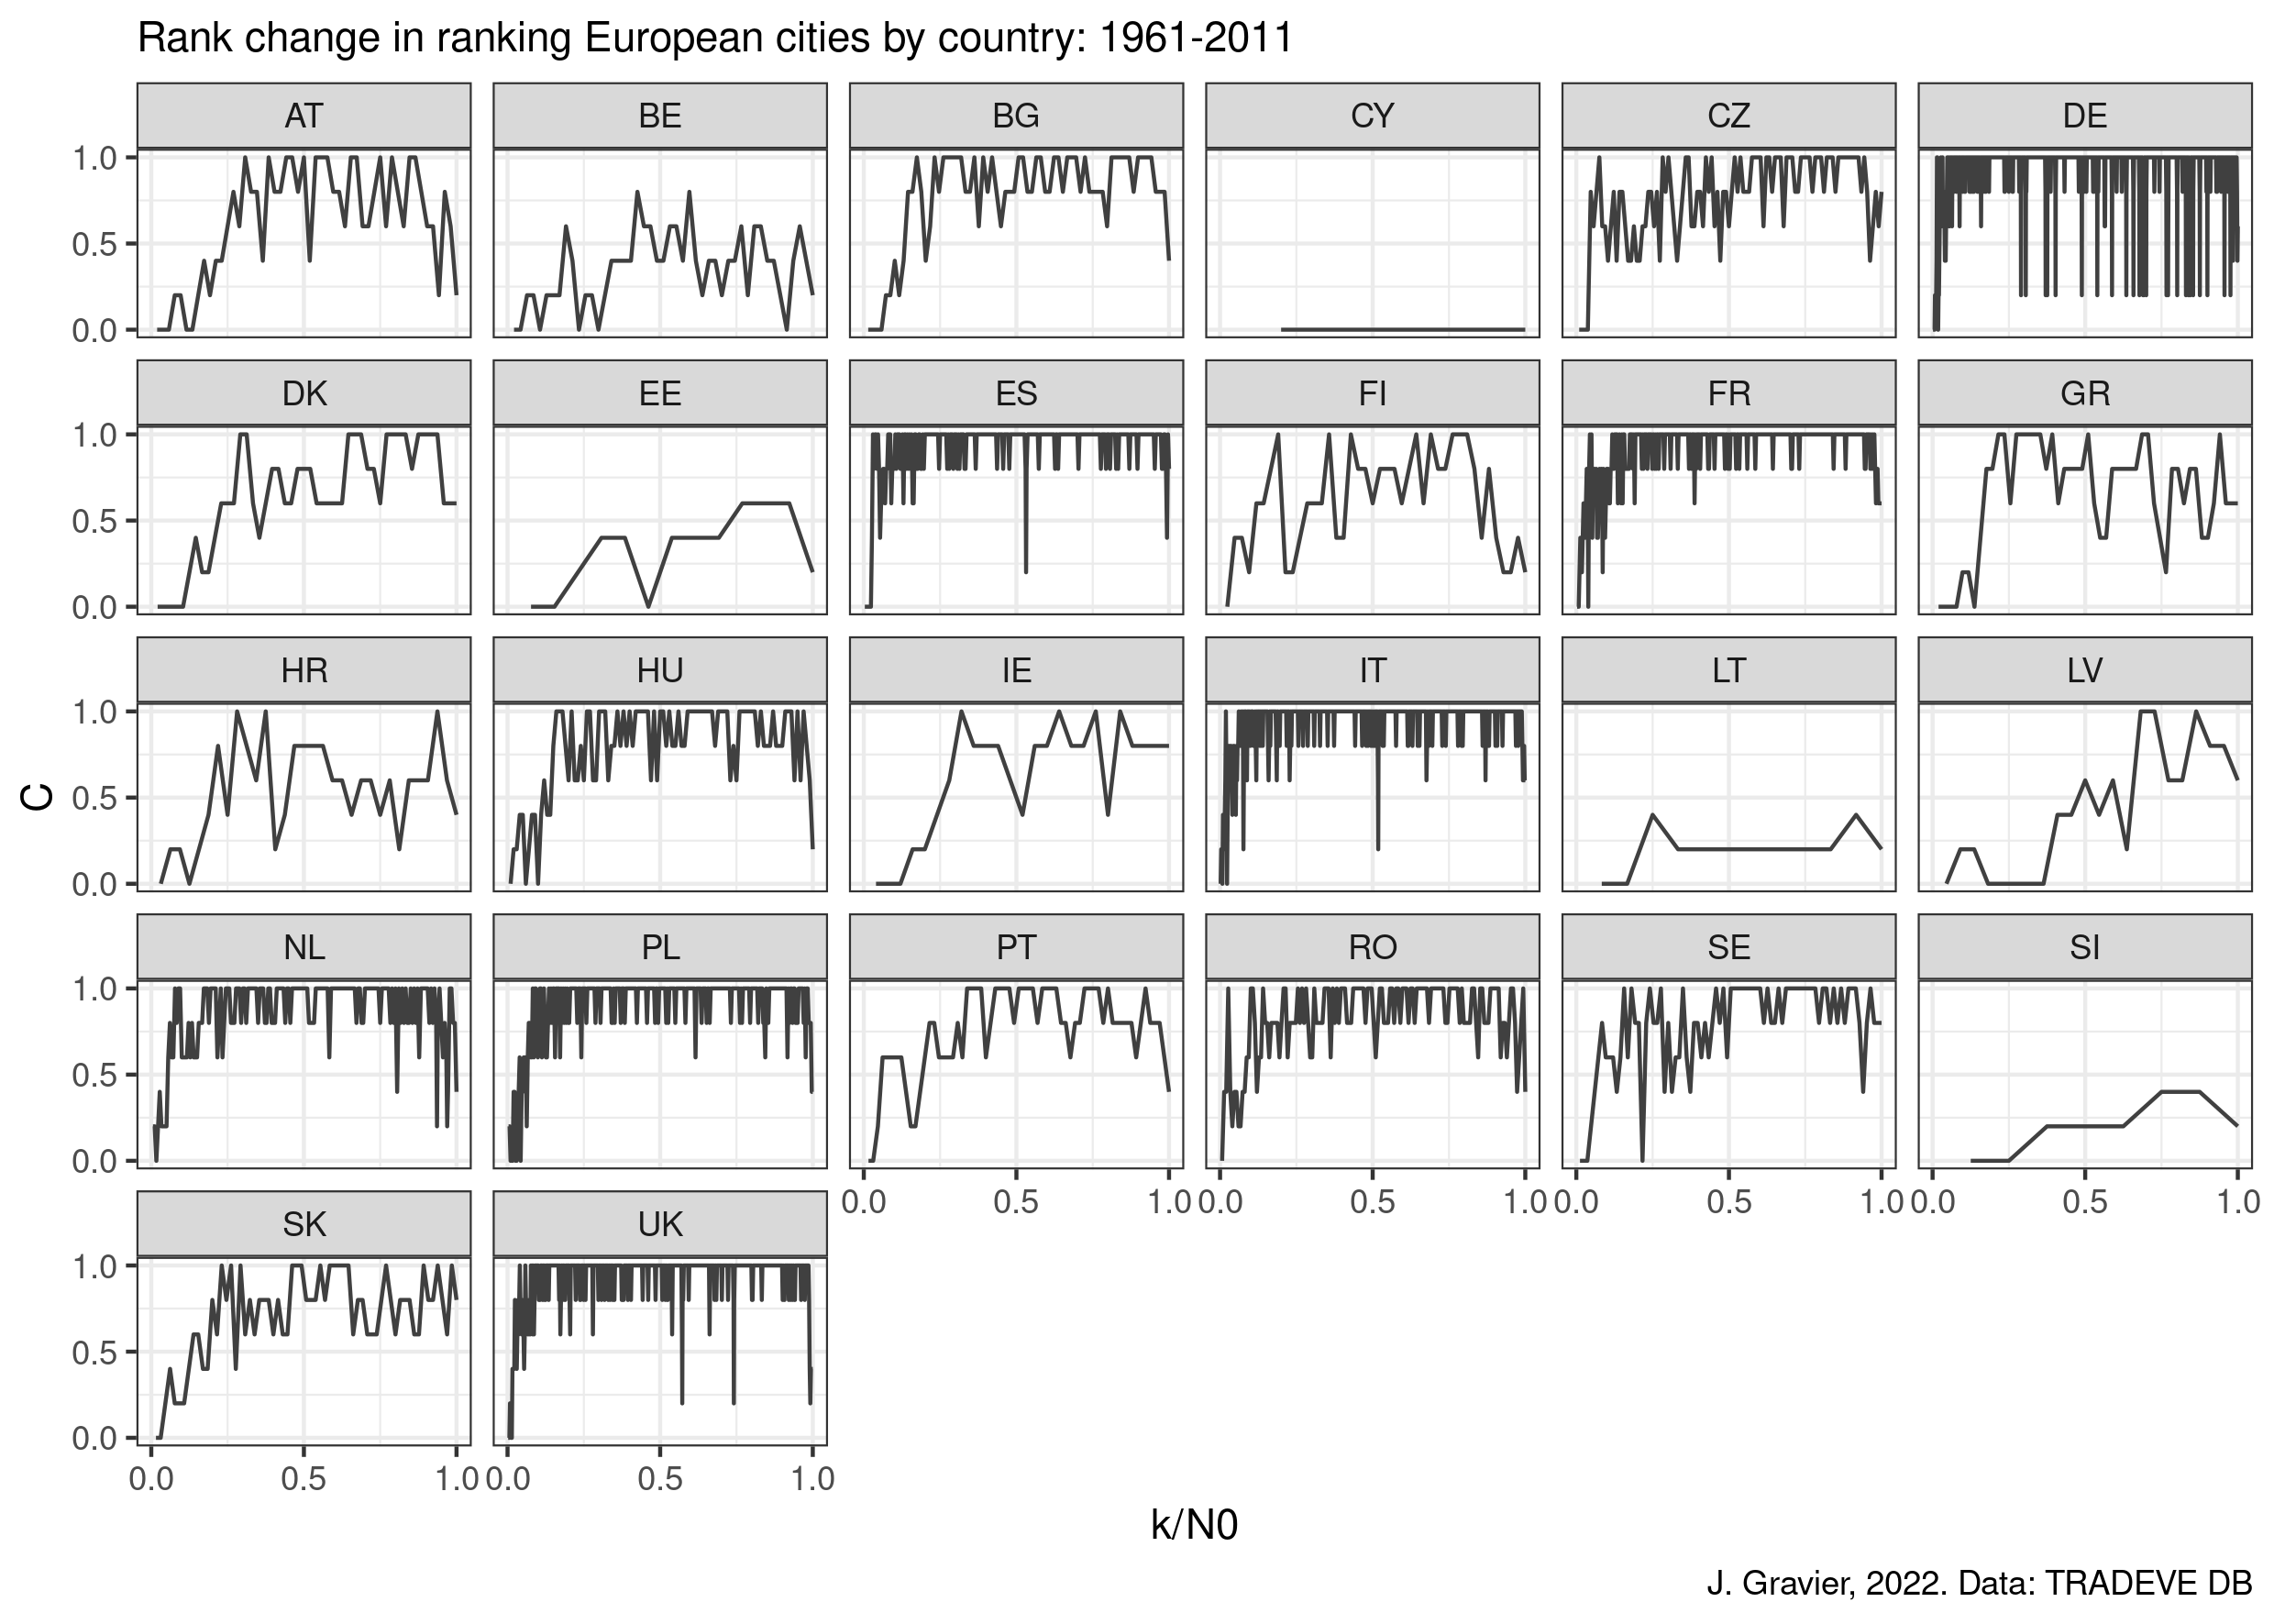 Rank change in ranking European cities by country: 1961-2011
AT BE BG CY CZ DE
1.0
0.5
0.0
DK EE ES FI FR GR
1.0
0.5
0.0
HR HU IE IT LT LV
1.0
0.5
0.0
C
NL PL PT RO SE SI
1.0
0.5
0.0
0.0 0.5 1.0 0.0 0.5 1.0 0.0 0.5 1.0 0.0 0.5 1.0
SK UK
1.0
0.5
0.0
0.0 0.5 1.0 0.0 0.5 1.0
k/N0
J. Gravier, 2022. Data: TRADEVE DB